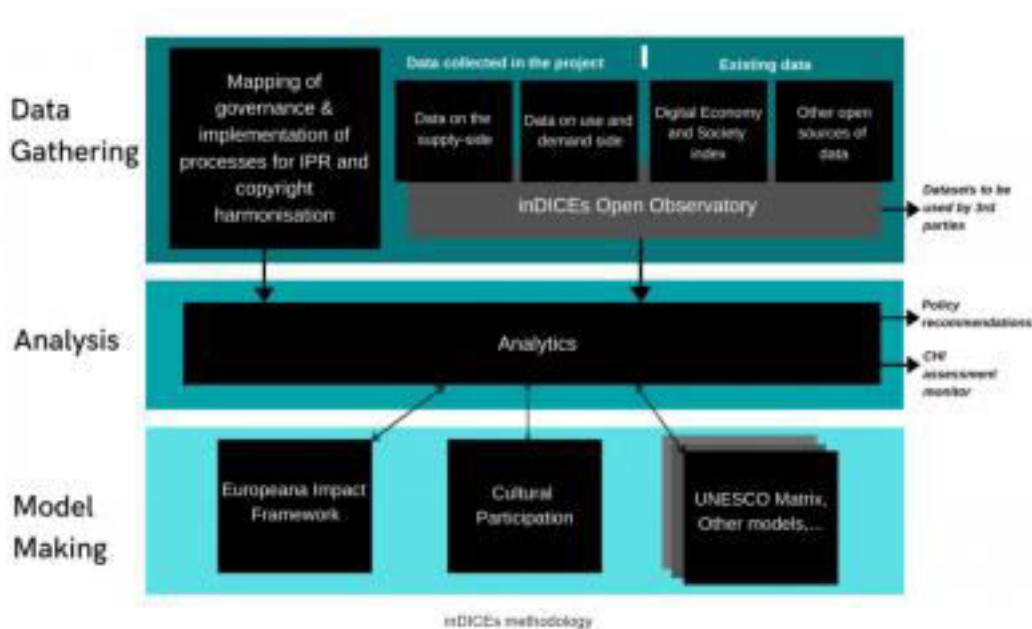 Data
Gathering
Mapping of
governance &
implementation of
processes for IPR and
copyright
harmonisation
Data collected in the project
Existing data
Data on the
supply-side
Data on use and
demand side
Digital Economy
and Society
index
Other open
sources of
data
inDICEs Open Observatory
Datasets to be
used by 3rd
parties
Analysis
Analytics
Policy
recommendations
CHI
assessment
monitor
Model
Making
Europeana Impact
Framework
Cultural
Participation
UNESCO Matrix,
Other models,...
inDICEs methodology